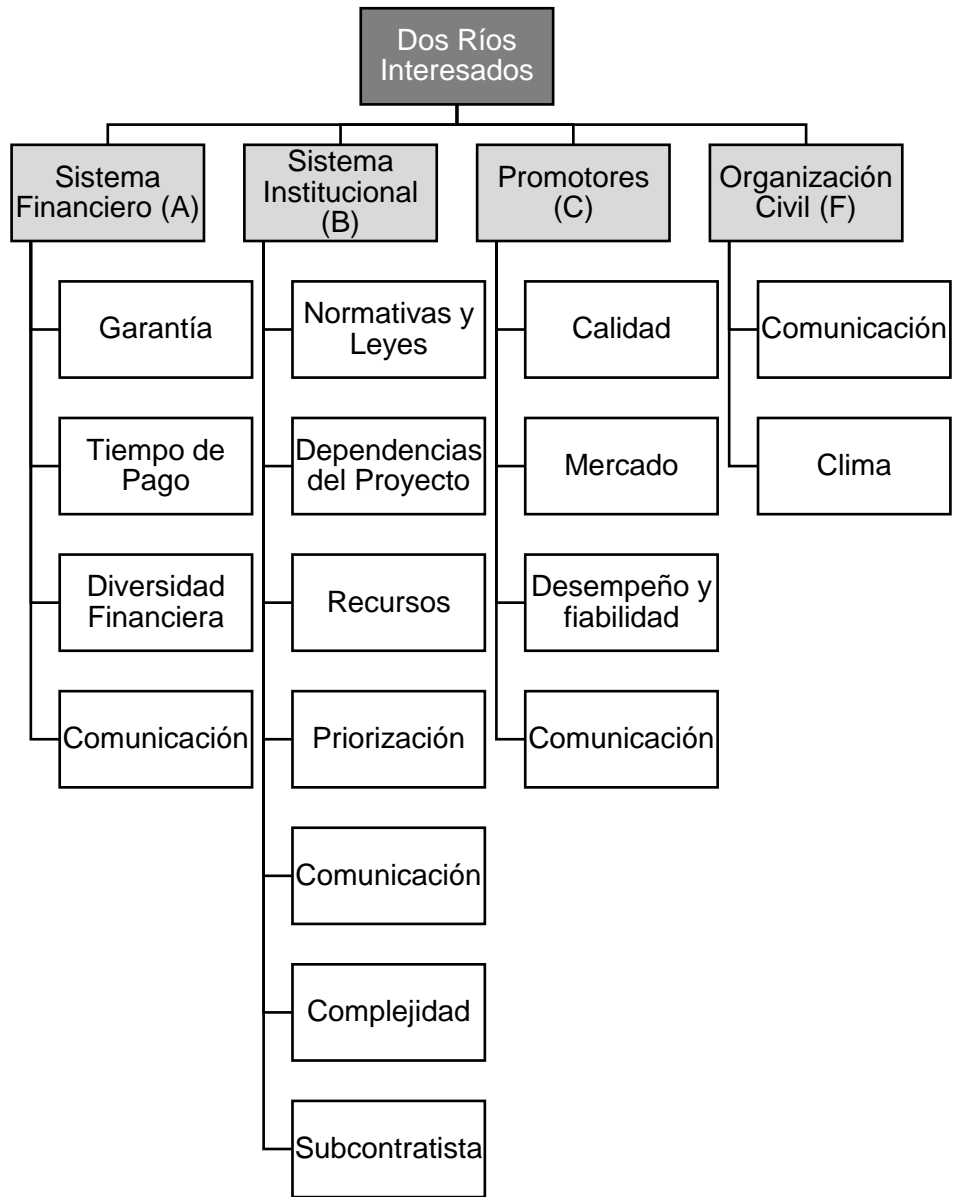 Dos Ríos
Interesados
Sistema
Financiero (A)
Garantía
Tiempo de
Pago
Diversidad
Financiera
Comunicación
Sistema
Institucional
(B)
Normativas y
Leyes
Dependencias
del Proyecto
Recursos
Priorización
Comunicación
Complejidad
Subcontratista
Promotores
(C)
Calidad
Mercado
Desempeño y
fiabilidad
Comunicación
Organización
Civil (F)
Comunicación
Clima